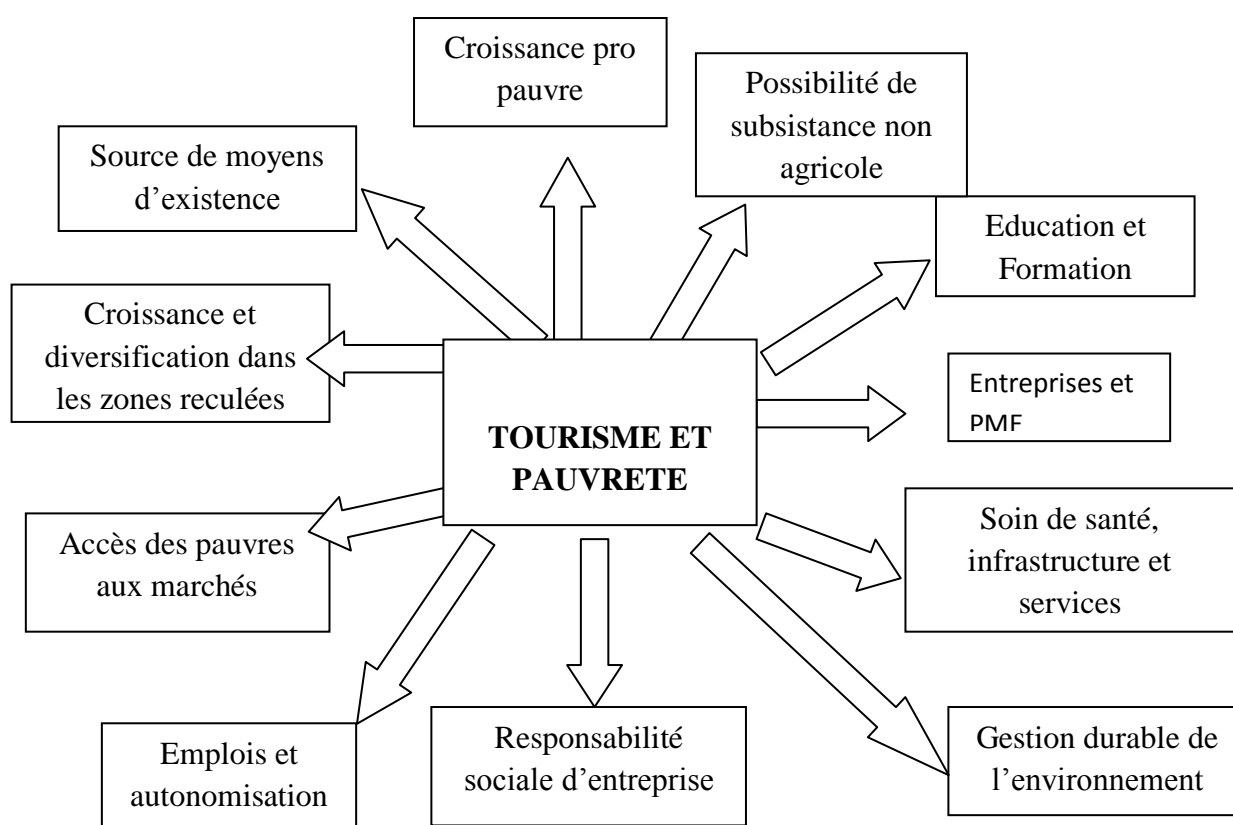 Croissance pro
pauvre
Possibilité de
subsistance non
agricole
Source de moyens
d’existence
Education et
Formation
Croissance et
diversification dans
les zones reculées
Entreprises et
PMF
TOURISME ET
PAUVRETE
Accès des pauvres
aux marchés
Soin de santé,
infrastructure et
services
Emplois et
autonomisation
Responsabilité
sociale d’entreprise
Gestion durable de
l’environnement